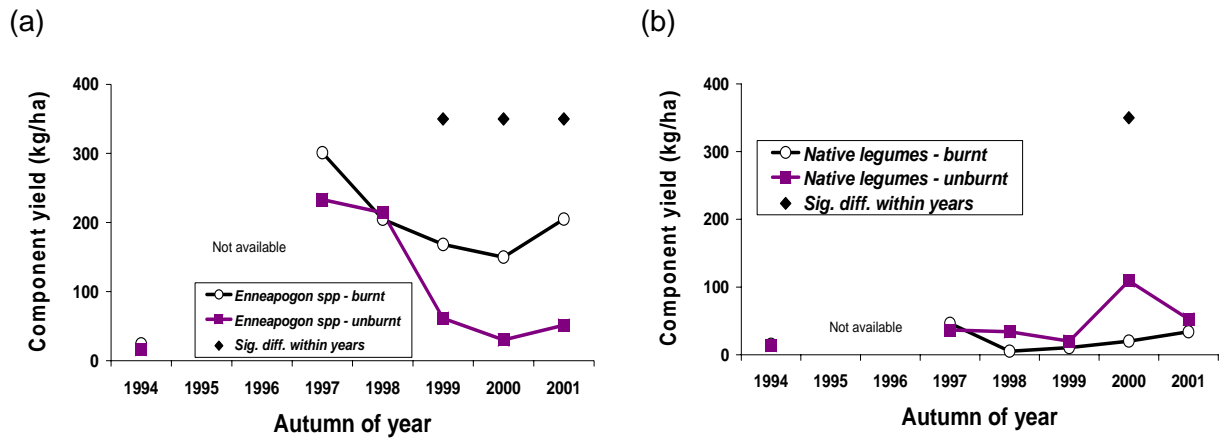 (a)
Component yield (kg/ha)
400
300
200
100
0
Not available
Enneapogon spp - burnt
Enneapogon spp - unburnt
Sig. diff. within years
1994 1995 1996 1997 1998 1999 2000 2001
Autumn of year
(b)
Component yield (kg/ha)
400
300
200
100
0
Native legumes - burnt
Native legumes - unburnt
Sig. diff. within years
Not available
1994 1995 1996 1997 1998 1999 2000 2001
Autumn of year